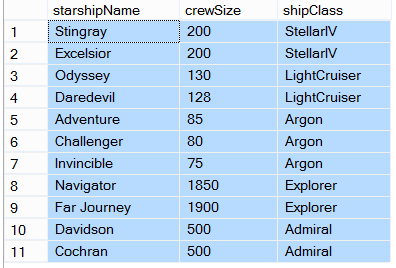 starshipName crewSize shipClass
1 Stingray 200 StellarIV
2 Excelsior 200 StellarIV
3 Odyssey 130 LightCruiser
4 Daredevil 128 LightCruiser
5 Adventure 85 Argon
6 Challenger 80 Argon
7 Invincible 75 Argon
8 Navigator 1850 Explorer
9 Far Journey 1900 Explorer
10 Davidson 500 Admiral
11 Cochran 500 Admiral